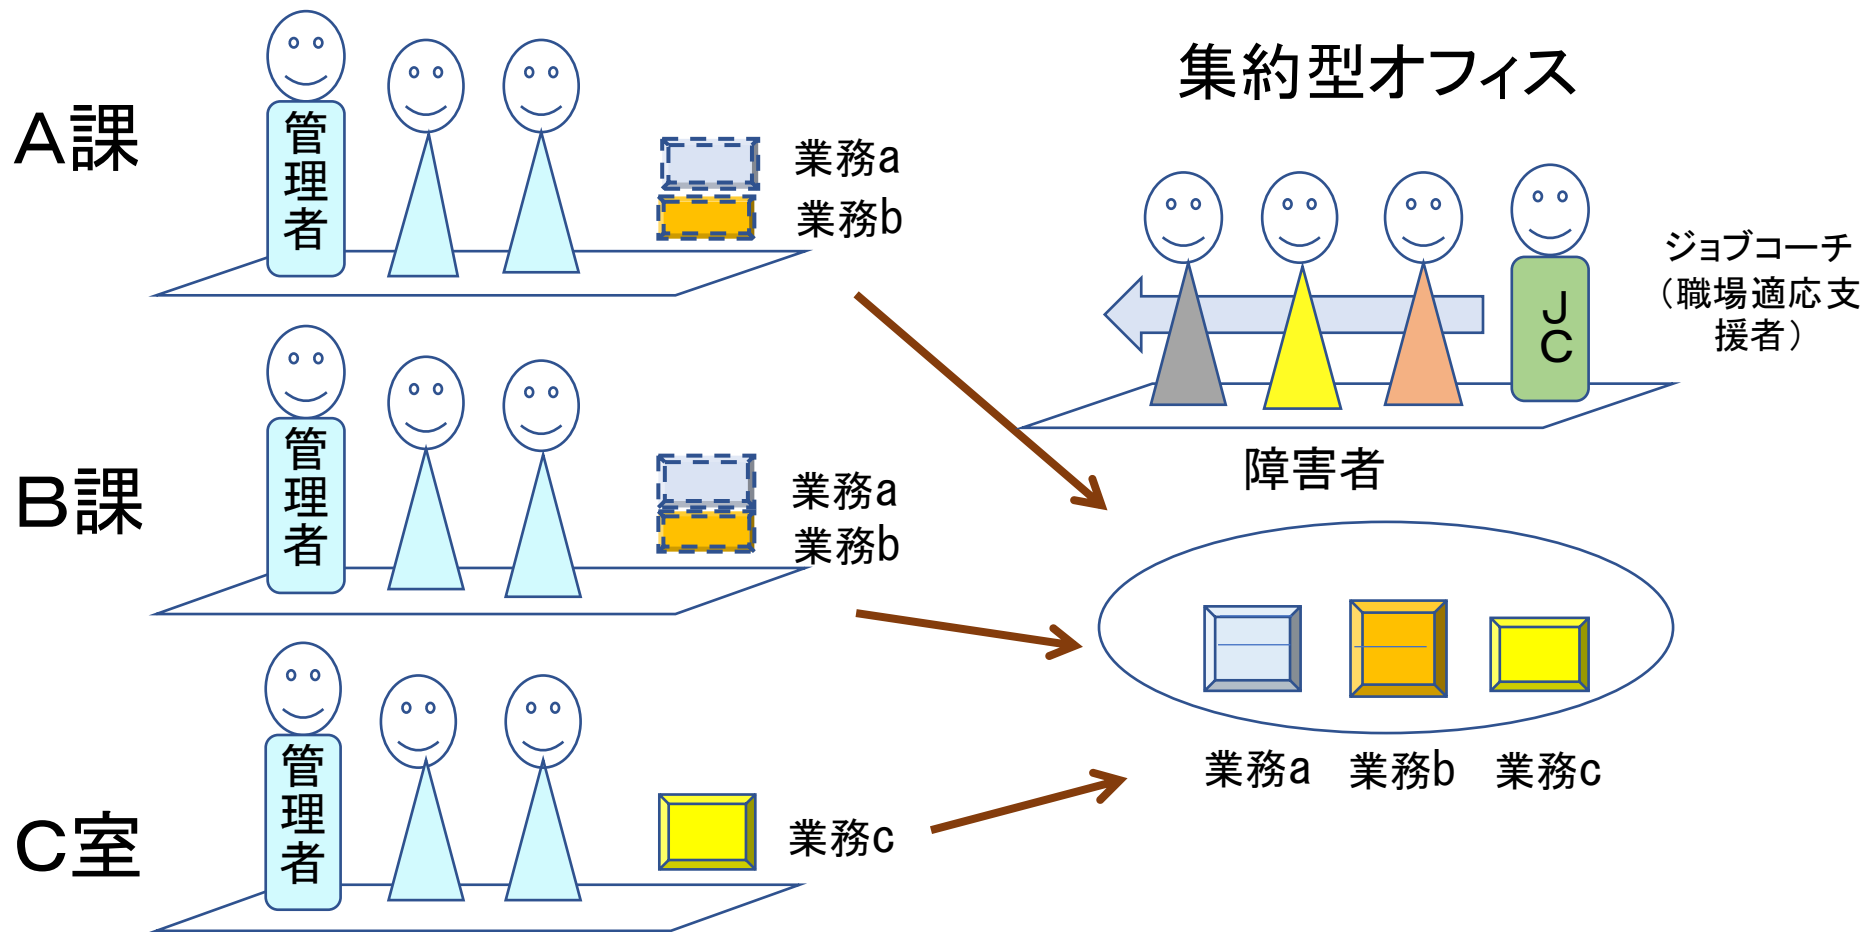 Ａ課
管理者
業務a
業務b
Ｂ課
管理者
業務a
業務b
Ｃ室
管理者
業務c
集約型オフィス
ＪＣ
ジョブコーチ
（職場適応支
援者）
障害者
業務a
業務b
業務c